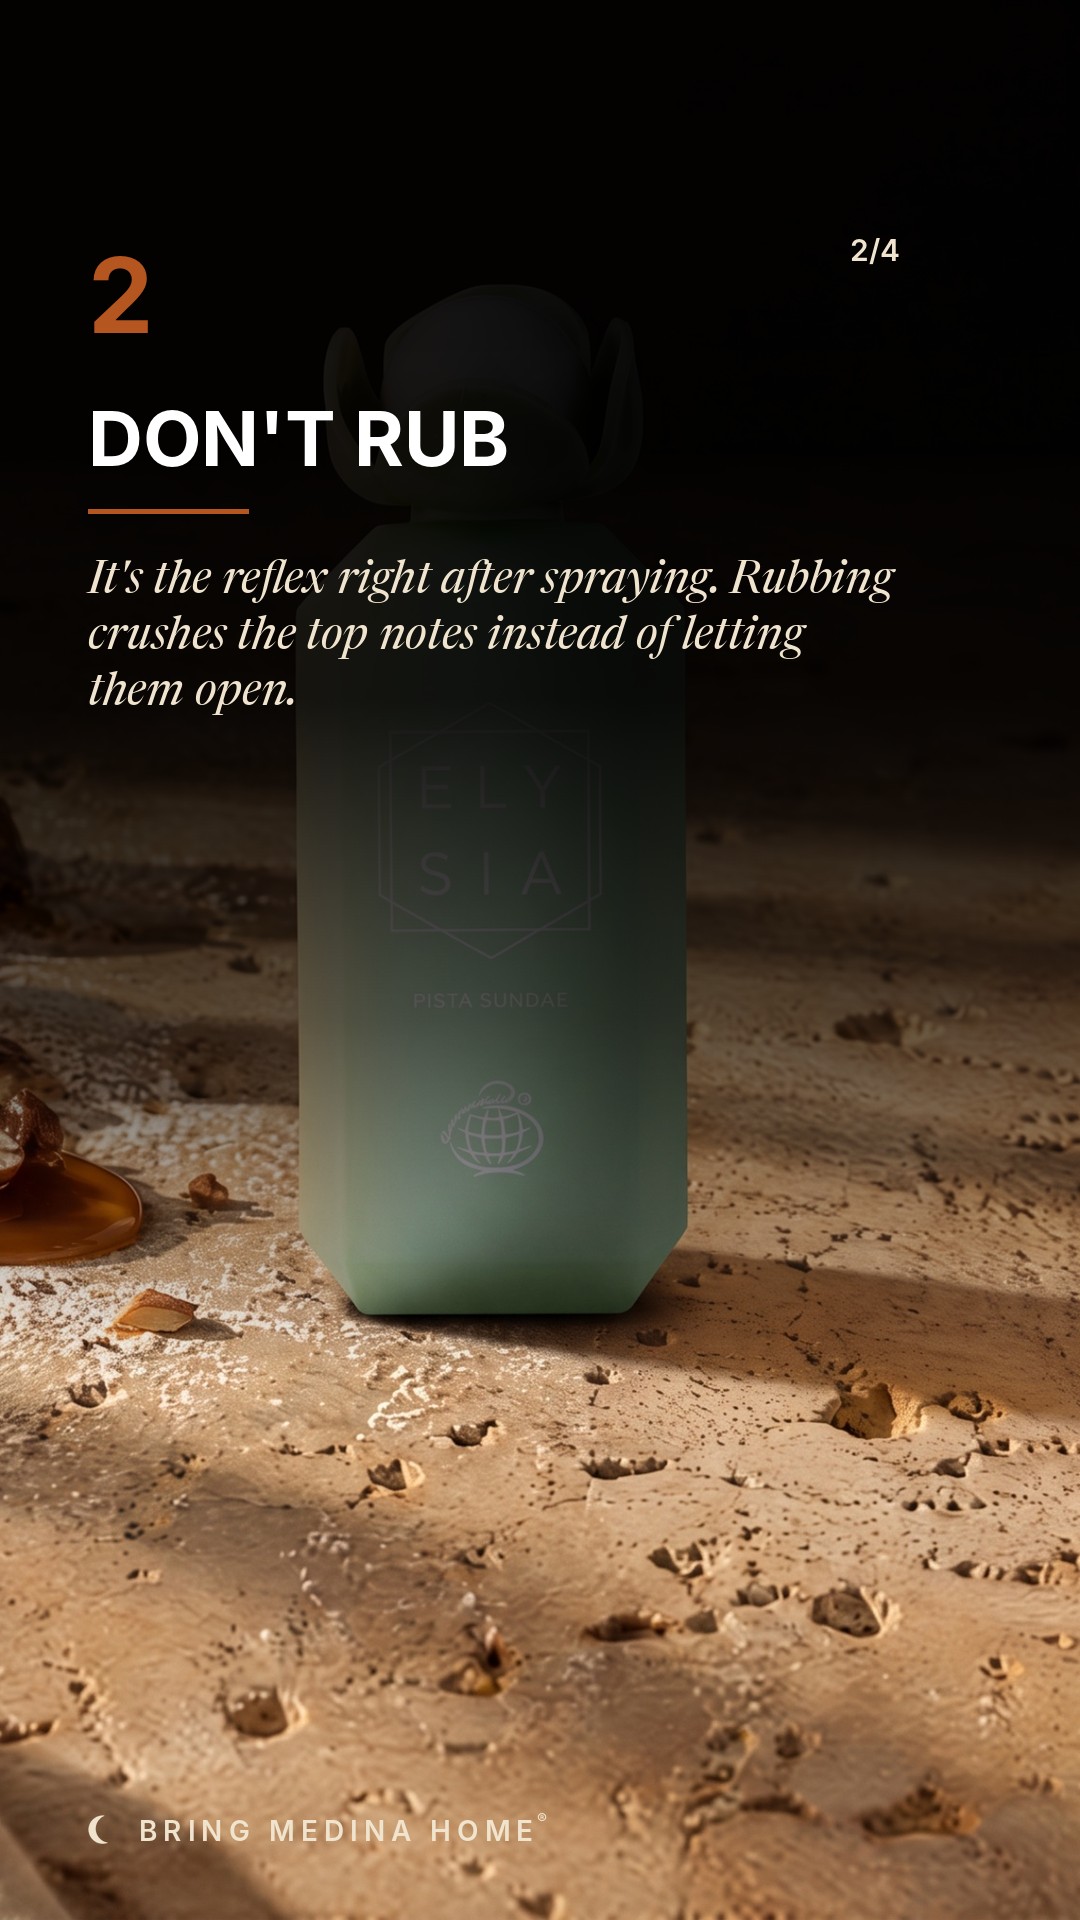 2/4
2
DON'T RUB
It's the reflex right after spraying. Rubbing
crushes the top notes instead of letting
them open.
ELY
SIA
PISTA SUNDAE
BRING MEDINA HOME®